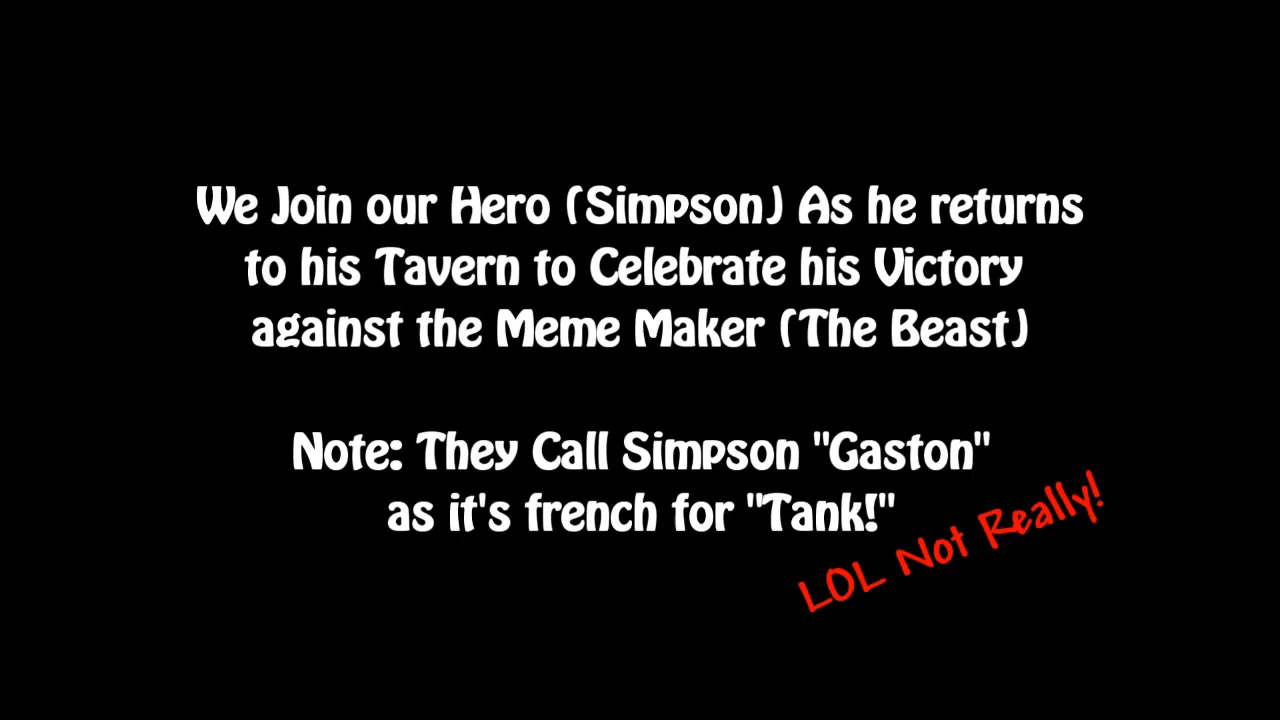 We Join our Hero (Simpson) As he returns
to his Tavern to Celebrate his Victory
against the Meme Maker (The Beast)
Note: They Call Simpson "Gaston"
as it's french for "Tank!"
LOL Not Really!